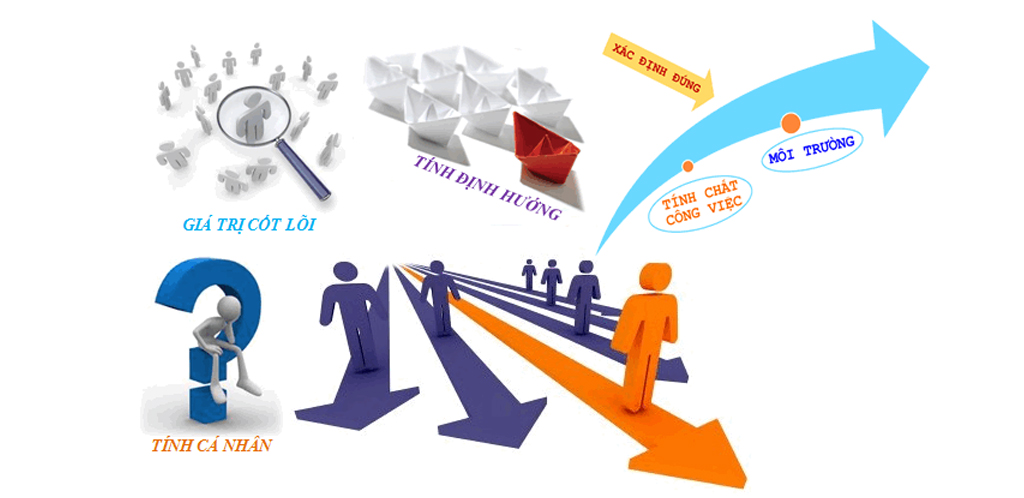 XÁC ĐỊNH ĐÚNG
MÔI TRƯỜNG
TÍNH CHẤT
CÔNG VIỆC
TÍNH ĐỊNH HƯỚNG
GIÁ TRỊ CỐT LÕI
TÍNH CÁ NHÂN